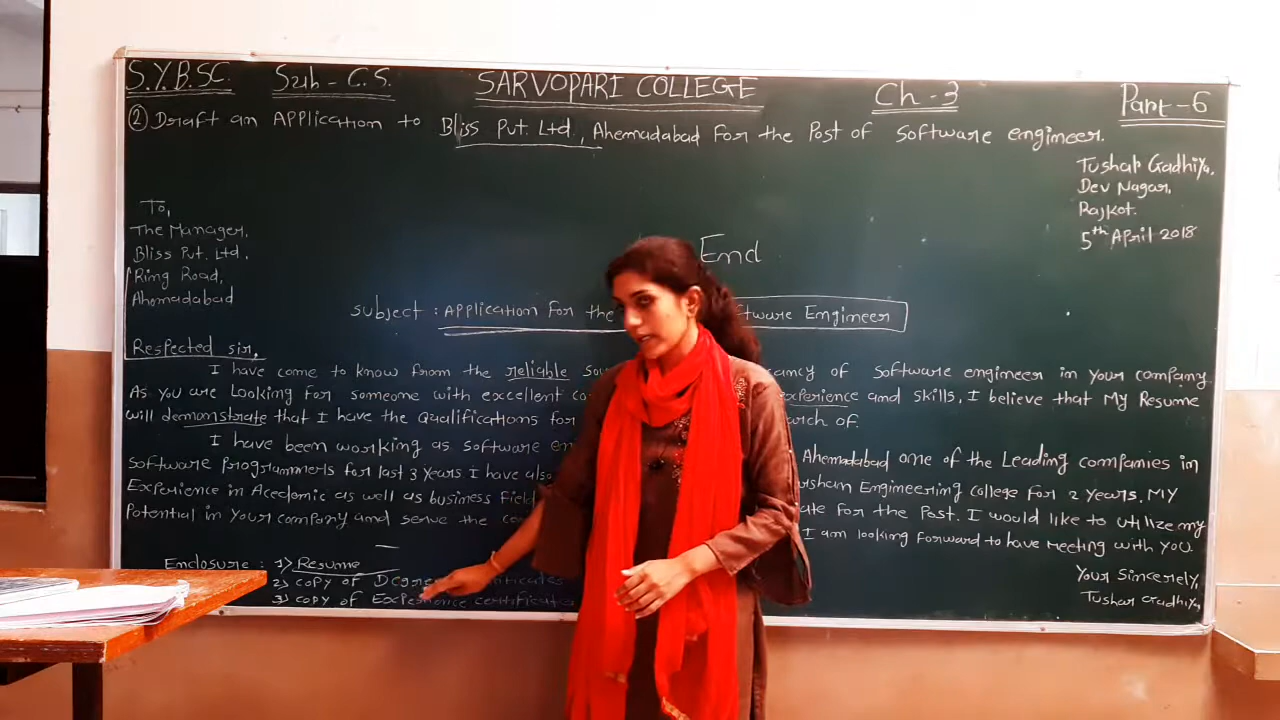 S.Y.B.SC. Sub - C.S. SARVOPARI COLLEGE Ch - 3 Part - 6
② Draft an Application to Bliss Pvt. Ltd., Ahemadabad For the Post of Software engineer.
Tushar Gadhiya,
Dev Nagar,
Rajkot.
5th April 2018
To,
The Manager,
Bliss Pvt. Ltd.
Ring Road,
Ahemadabad
End
Subject : Application For the Software Engineer
Respected sir,
I have come to know from the reliable of Software engineer in your company.
As you are Looking For someone with excellent experience and skills, I believe that My Resume
will demonstrate that I have the Qualifications for of.
I have been working as software Ahemadabad one of the Leading companies in
Software Programmers for last 3 Years I have also Engineering College for 2 Years. My
Experience in Acedemic as well as business field for the Post. I would like to utilize my
Potential in Your company and serve the I am looking forward to have meeting with you.
Enclosure : 1) Resume
2) copy of Degree
3) copy of Experience certificate
Your Sincerely,
Tushar Gadhiya